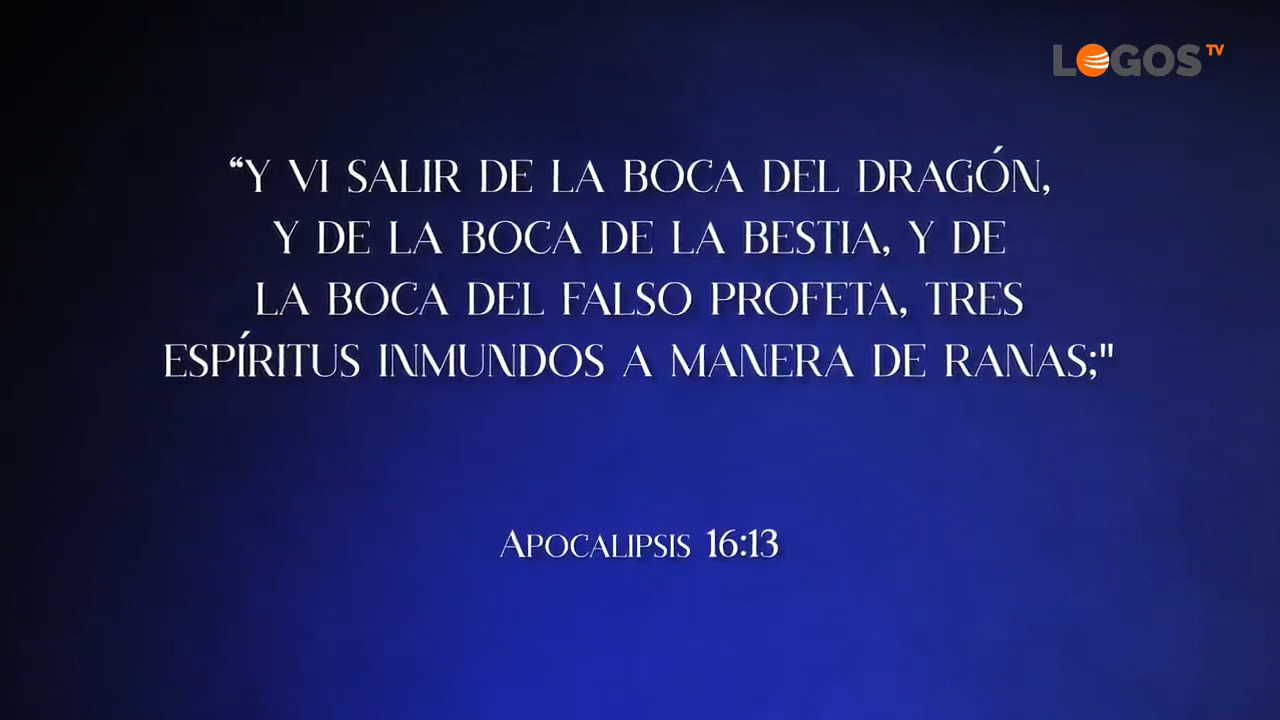 LOGOS TV
“Y VI SALIR DE LA BOCA DEL DRAGÓN,
Y DE LA BOCA DE LA BESTIA, Y DE
LA BOCA DEL FALSO PROFETA, TRES
ESPÍRITUS INMUNDOS A MANERA DE RANAS;"
APOCALIPSIS 16:13